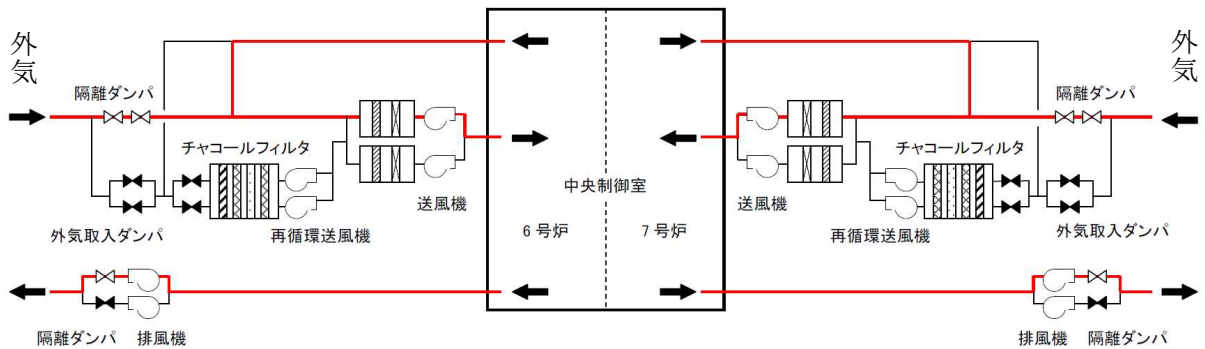 外気
外気
隔離ダンパ
隔離ダンパ
チャコールフィルタ
チャコールフィルタ
中央制御室
送風機
送風機
6号炉
7号炉
外気取入ダンパ
再循環送風機
再循環送風機
外気取入ダンパ
隔離ダンパ
排風機
排風機
隔離ダンパ